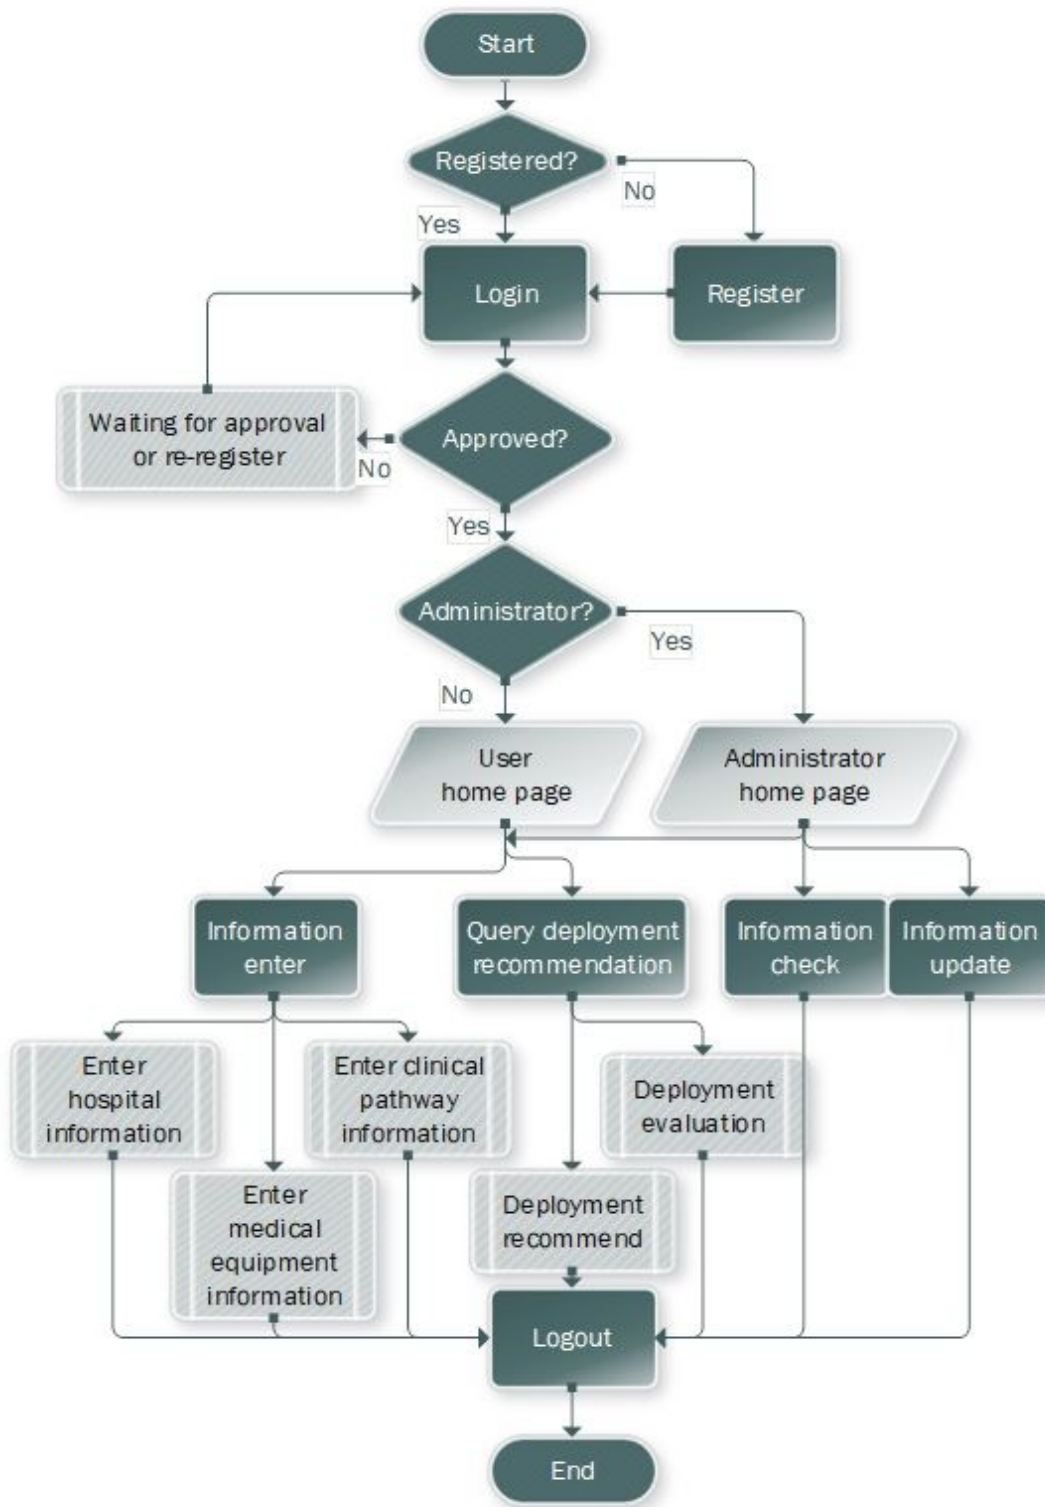 Start
Registered?
No
Yes
Login
Register
Waiting for approval
or re-register
Approved?
No
Yes
Administrator?
Yes
No
User
home page
Administrator
home page
Information
enter
Query deployment
recommendation
Information
check
Information
update
Enter
hospital
information
Enter clinical
pathway
information
Deployment
evaluation
Enter
medical
equipment
information
Deployment
recommend
Logout
End